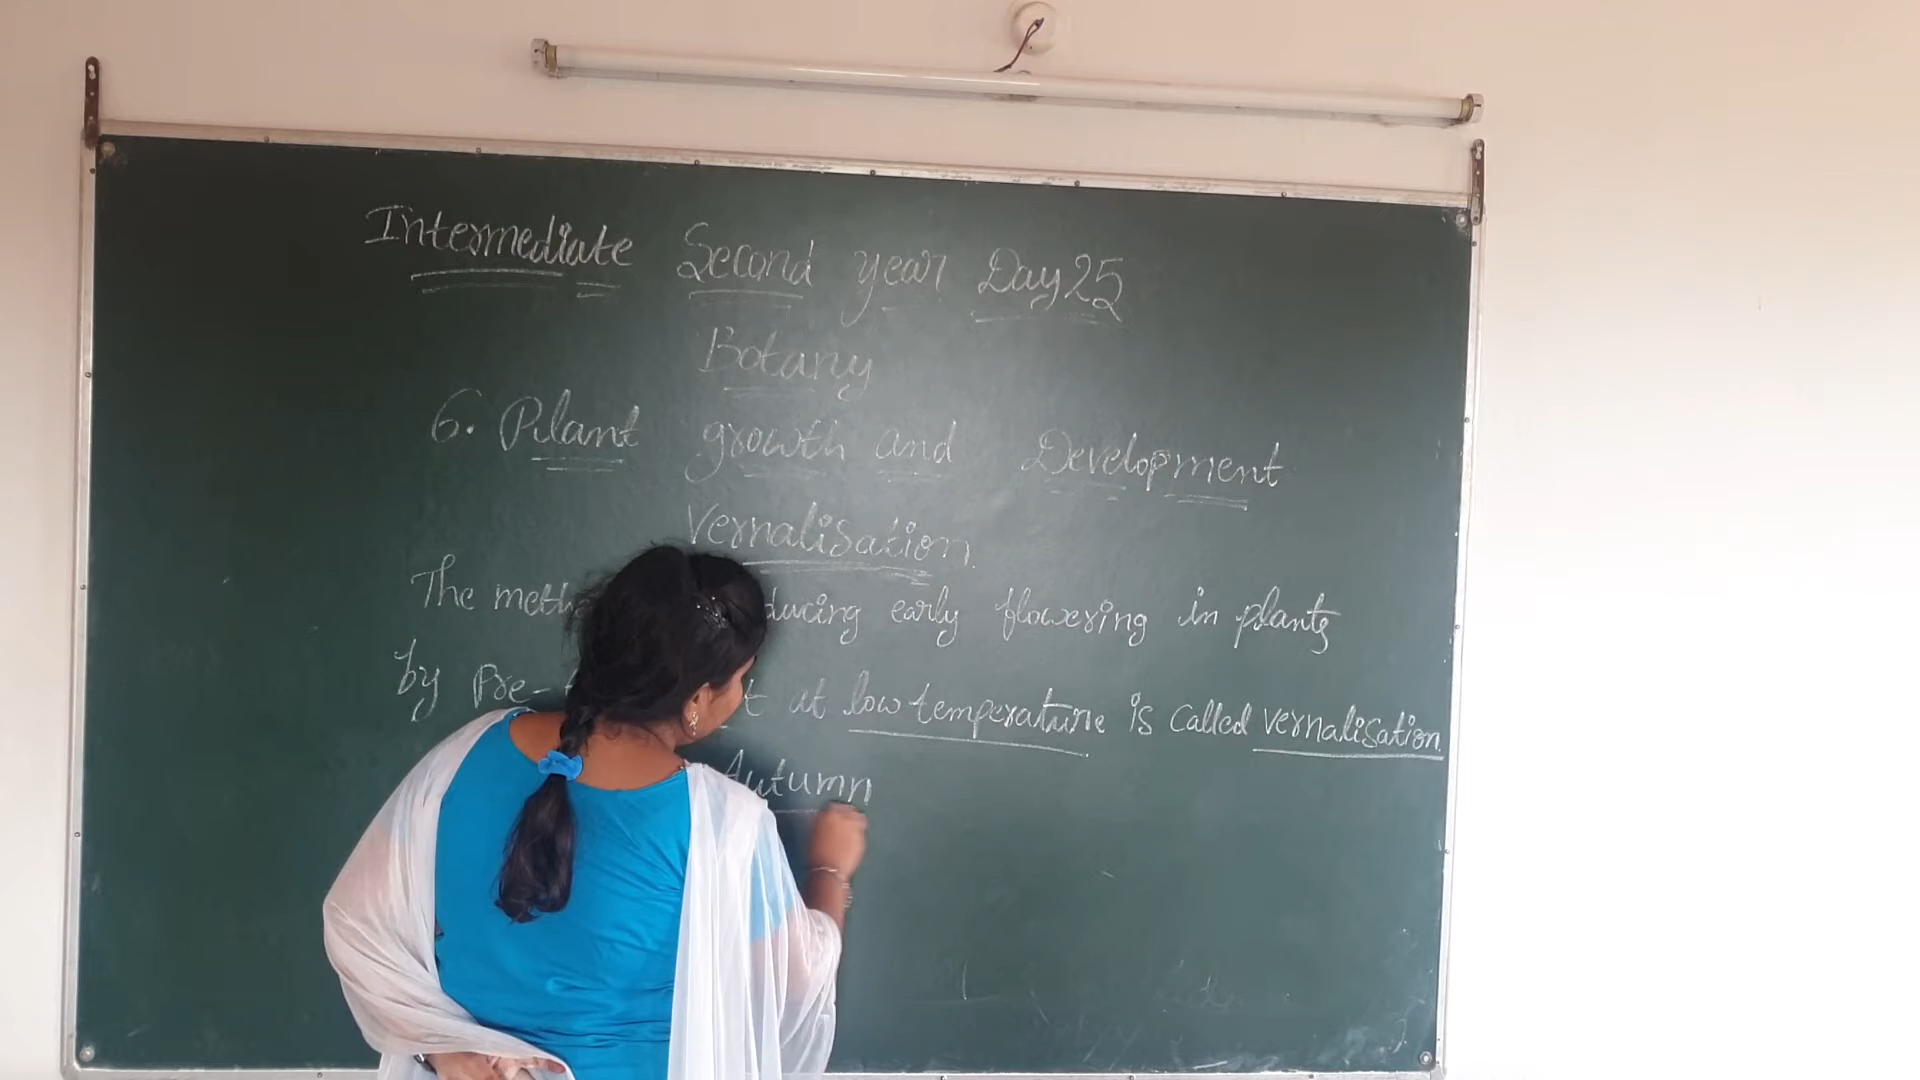 Intermediate Second year Day 25
Botany
6. Plant growth and Development
Vernalisation
The ducing early flowering in plants
by pre- at low temperature is called vernalisation.
Autumn